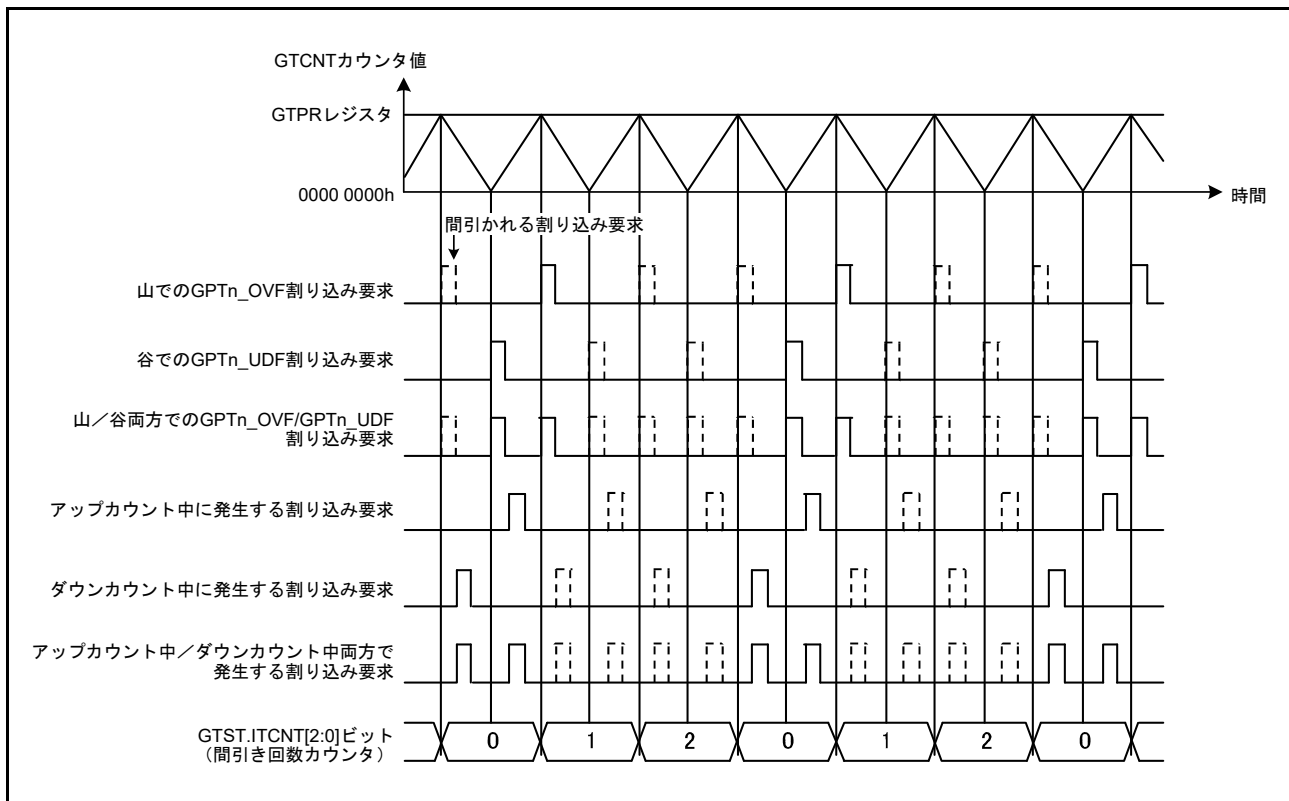 GTCNTカウンタ値
GTPRレジスタ
0000 0000h
時間
間引かれる割り込み要求
山でのGPTn_OVF割り込み要求
谷でのGPTn_UDF割り込み要求
山／谷両方でのGPTn_OVF/GPTn_UDF
割り込み要求
アップカウント中に発生する割り込み要求
ダウンカウント中に発生する割り込み要求
アップカウント中／ダウンカウント中両方で
発生する割り込み要求
GTST.ITCNT[2:0]ビット
（間引き回数カウンタ）
0 1 2 0 1 2 0